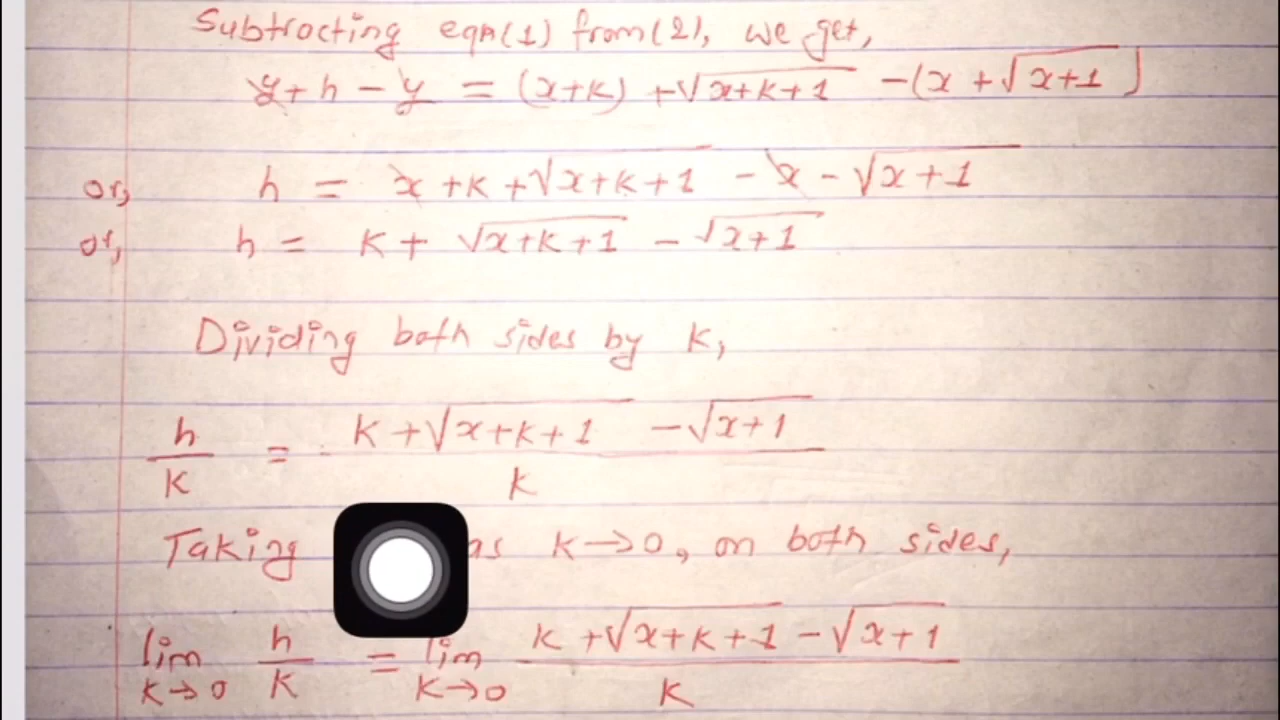 Subtracting eqn(1) from (2), we get,
y+h-y = (x+k) +√x+k+1 -(x +√x+1)
or, h = x +k +√x+k+1 - x - √x+1
or, h = k + √x+k+1 - √x+1
Dividing both sides by k,
h/k = k +√x+k+1 -√x+1 / k
Taking as k→0, on both sides,
lim k→0 h/k = lim k→0 k +√x+k+1 -√x+1 / k